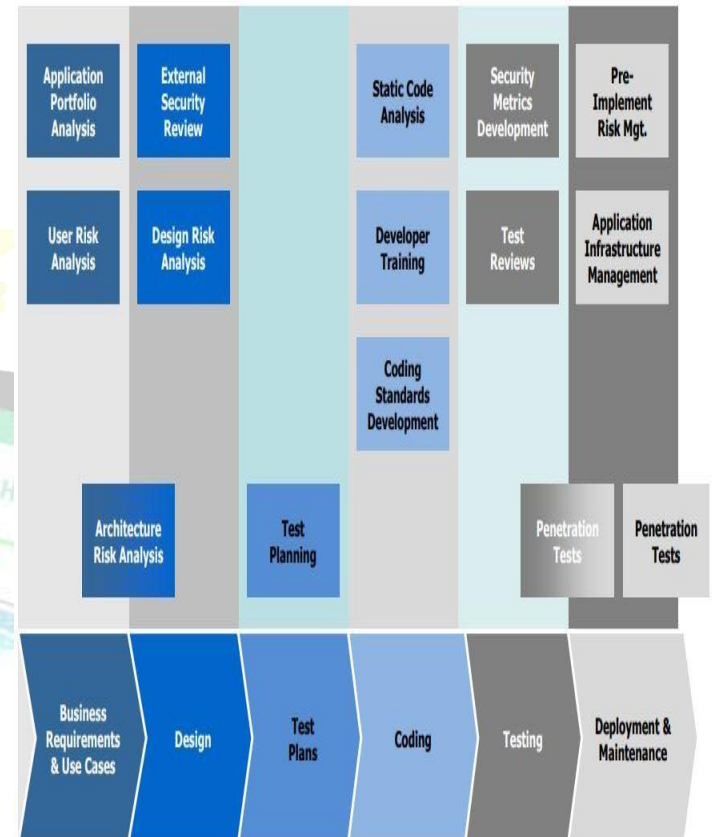 Application
Portfolio
Analysis
External
Security
Review
Static Code
Analysis
Security
Metrics
Development
Pre-
Implement
Risk Mgt.
User Risk
Analysis
Design Risk
Analysis
Developer
Training
Test
Reviews
Application
Infrastructure
Management
Coding
Standards
Development
Architecture
Risk Analysis
Test
Planning
Penetration
Tests
Penetration
Tests
Business
Requirements
& Use Cases
Design
Test
Plans
Coding
Testing
Deployment &
Maintenance